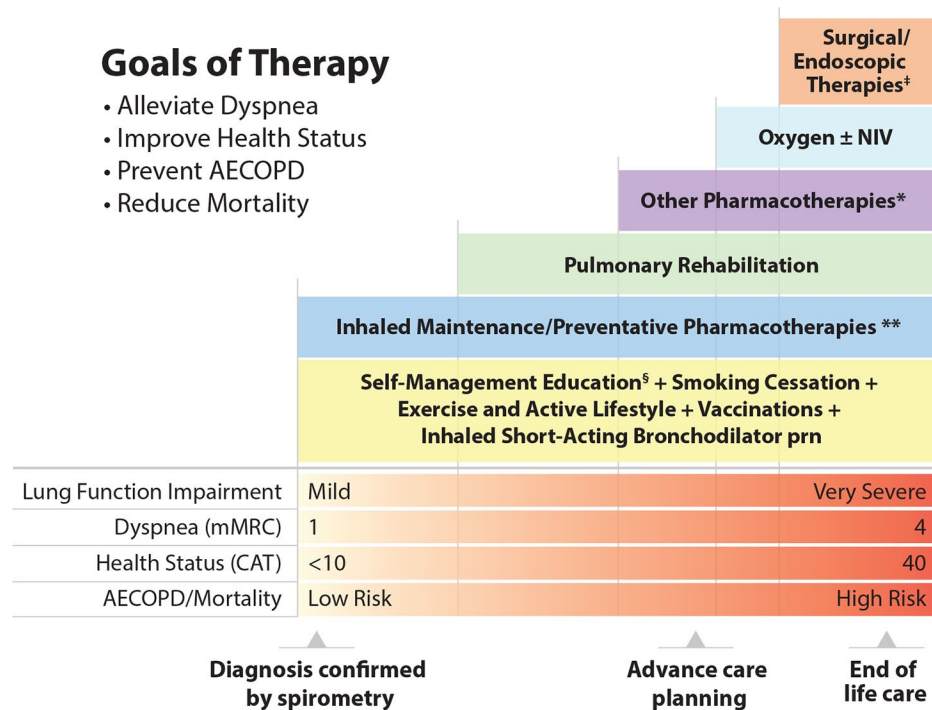 Goals of Therapy
• Alleviate Dyspnea
• Improve Health Status
• Prevent AECOPD
• Reduce Mortality
Surgical/
Endoscopic
Therapies‡
Oxygen ± NIV
Other Pharmacotherapies*
Pulmonary Rehabilitation
Inhaled Maintenance/Preventative Pharmacotherapies **
Self-Management Education§ + Smoking Cessation +
Exercise and Active Lifestyle + Vaccinations +
Inhaled Short-Acting Bronchodilator prn
Lung Function Impairment Mild Very Severe
Dyspnea (mMRC) 1 4
Health Status (CAT) <10 40
AECOPD/Mortality Low Risk High Risk
Diagnosis confirmed
by spirometry
Advance care
planning
End of
life care